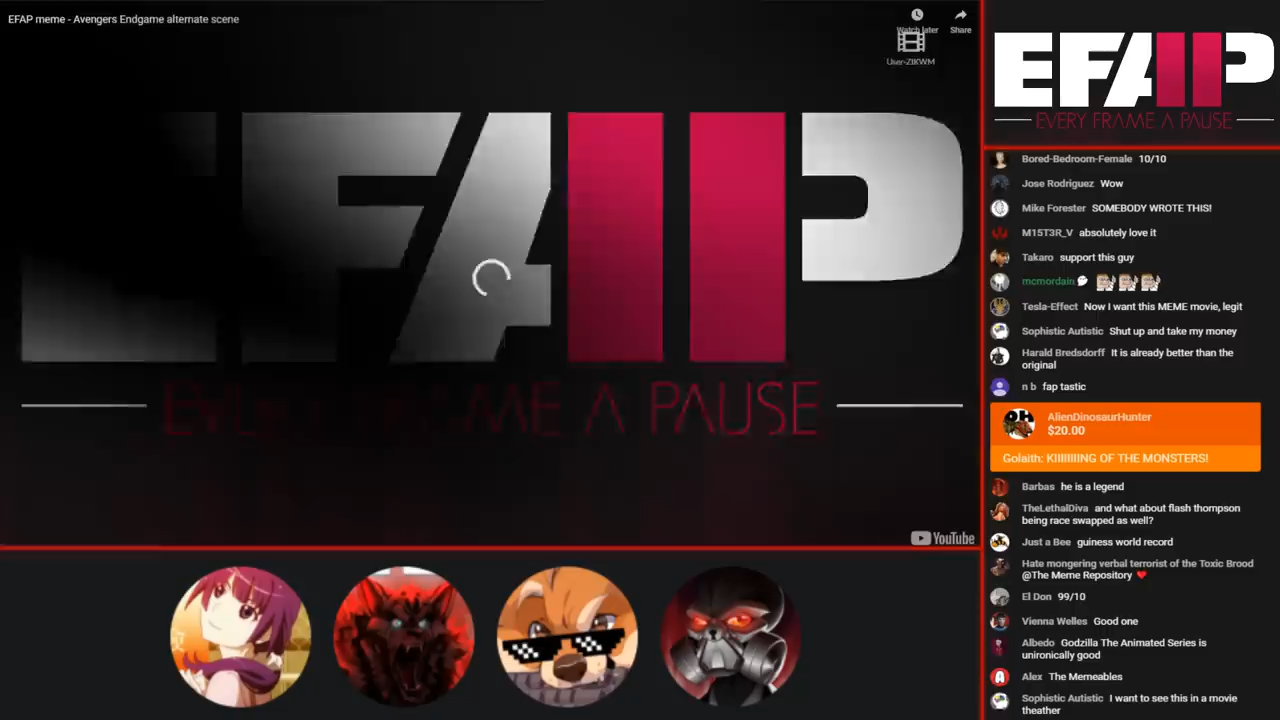 EFAP meme - Avengers Endgame alternate scene
Watch later
Share
User-ZIKWM
EFAP
FRAME A PAUSE
YouTube
EFAP
EVERY FRAME A PAUSE
Bored-Bedroom-Female 10/10
Jose Rodriguez Wow
Mike Forester SOMEBODY WROTE THIS!
M15T3R_V absolutely love it
Takaro support this guy
mcmordain
Tesla-Effect Now I want this MEME movie, legit
Sophistic Autistic Shut up and take my money
Harald Bredsdorff It is already better than the
original
n b fap tastic
AlienDinosaurHunter
$20.00
Golaith: KIIIIIIIING OF THE MONSTERS!
Barbas he is a legend
TheLethalDiva and what about flash thompson
being race swapped as well?
Just a Bee guiness world record
Hate mongering verbal terrorist of the Toxic Brood
@The Meme Repository ❤
El Don 99/10
Vienna Welles Good one
Albedo Godzilla The Animated Series is
unironically good
Alex The Memeables
Sophistic Autistic I want to see this in a movie
theather